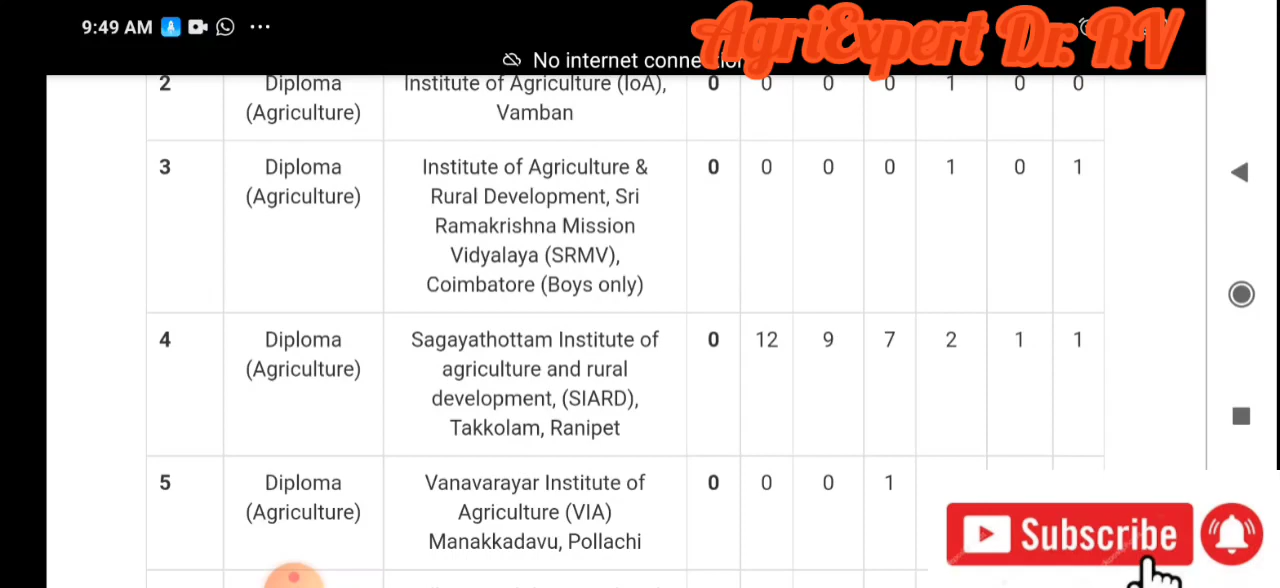 9:49 AM
AgriExpert Dr. RV
No internet connection
2 Diploma Institute of Agriculture (IoA), 0 0 0 0 1 0 0
(Agriculture) Vamban
3 Diploma Institute of Agriculture & 0 0 0 0 1 0 1
(Agriculture) Rural Development, Sri
Ramakrishna Mission
Vidyalaya (SRMV),
Coimbatore (Boys only)
4 Diploma Sagayathottam Institute of 0 12 9 7 2 1 1
(Agriculture) agriculture and rural
development, (SIARD),
Takkolam, Ranipet
5 Diploma Vanavarayar Institute of 0 0 0 1
(Agriculture) Agriculture (VIA)
Manakkadavu, Pollachi
Subscribe